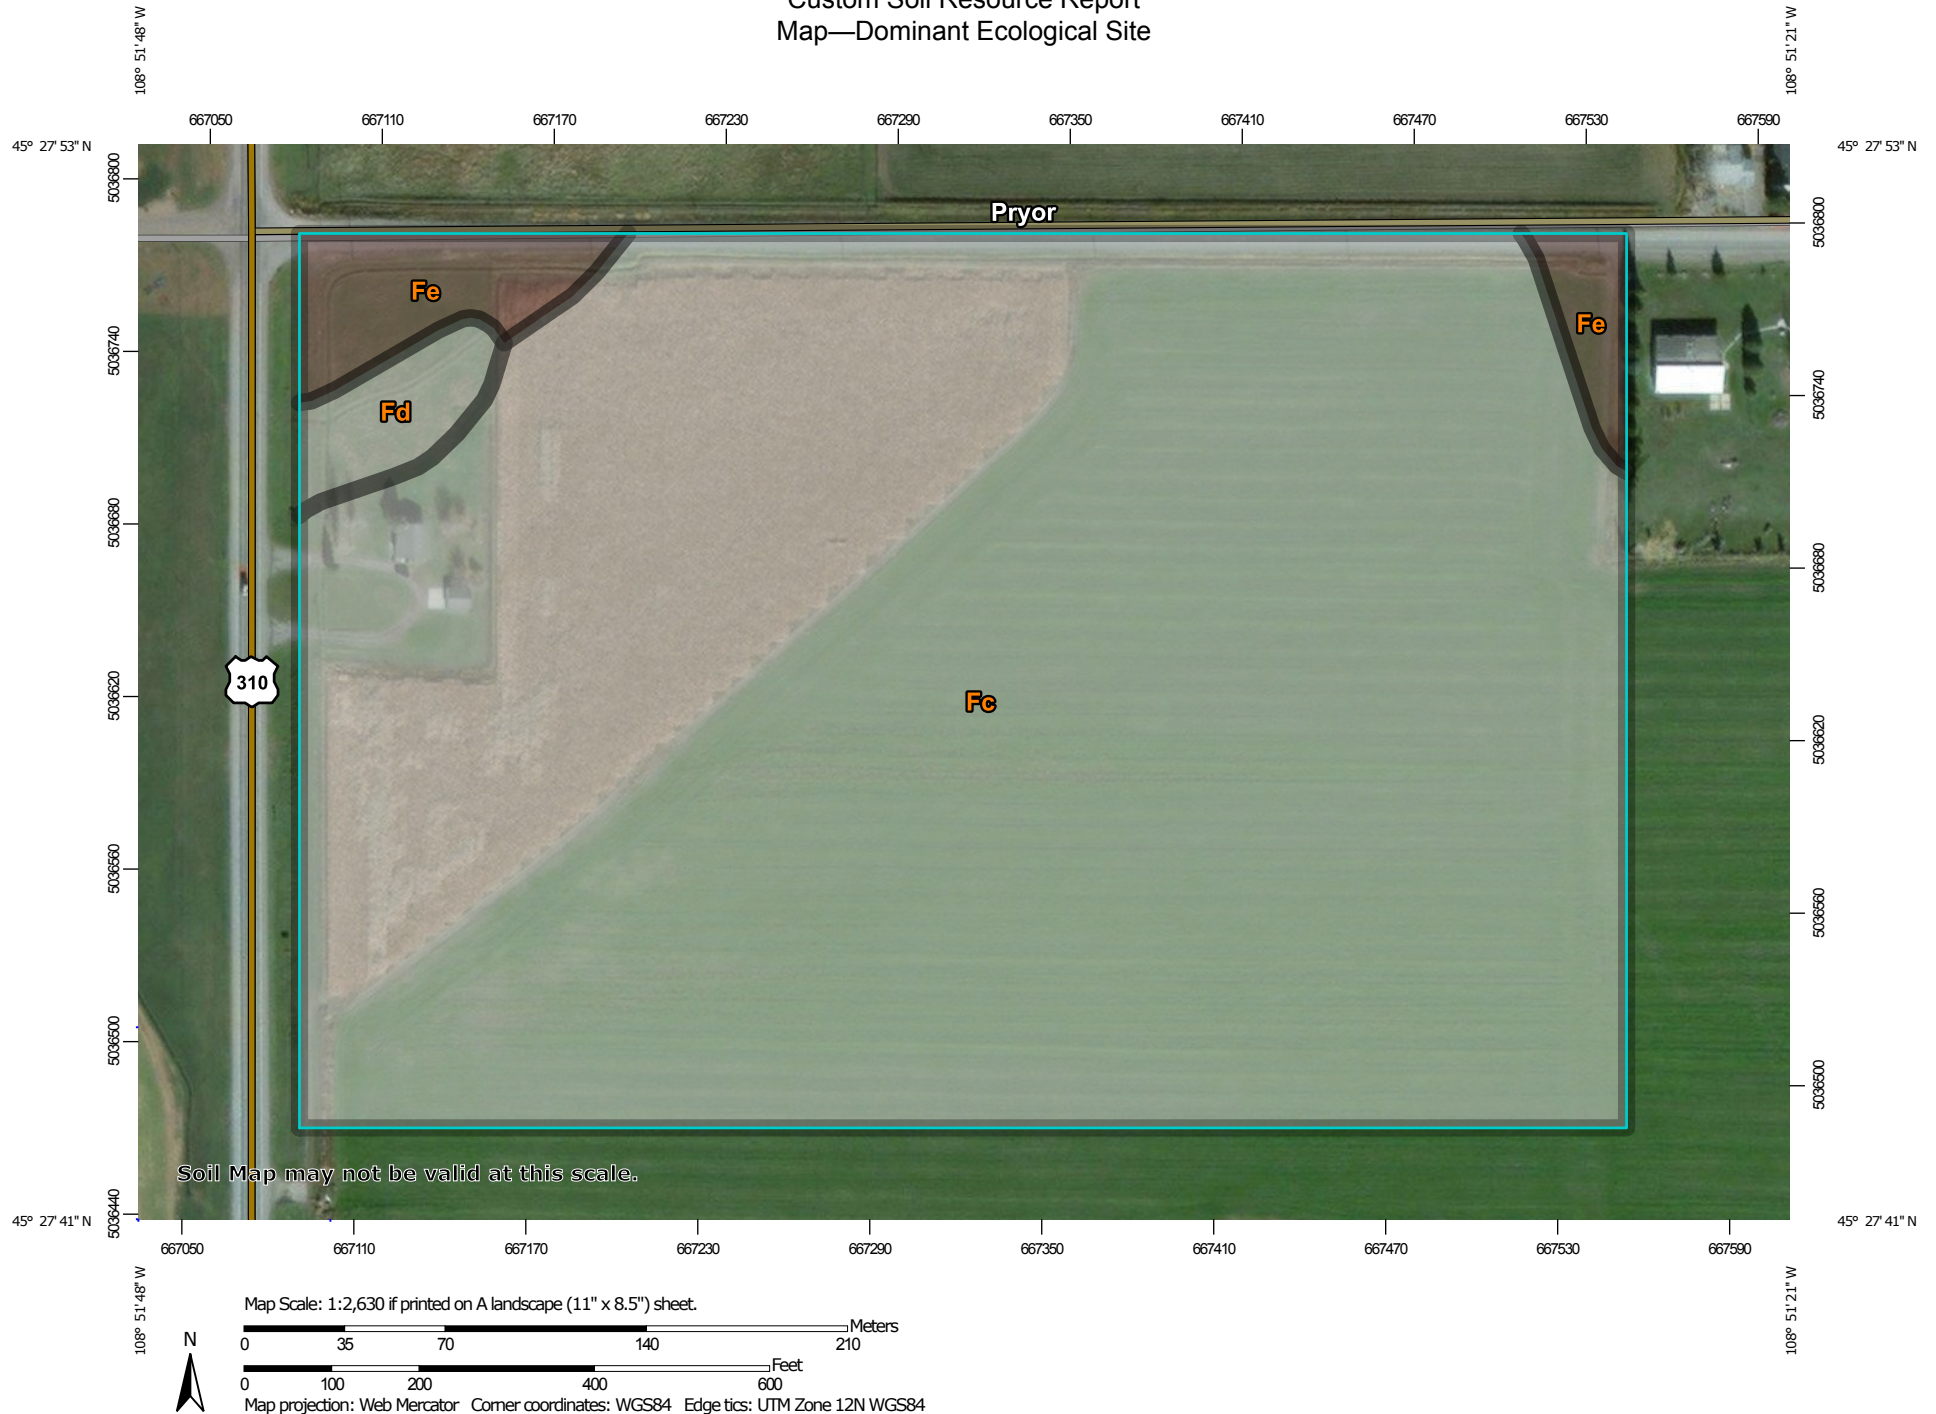 Custom Soil Resource Report
Map—Dominant Ecological Site
108° 51' 48" W
108° 51' 21" W
667050 667110 667170 667230 667290 667350 667410 667470 667530 667590
45° 27' 53" N
45° 27' 53" N
5036800
5036740
5036680
5036620
5036560
5036500
5036440
5036800
5036740
5036680
5036620
5036560
5036500
Pryor
Fe
Fe
Fd
310
Fc
Soil Map may not be valid at this scale.
45° 27' 41" N
45° 27' 41" N
667050 667110 667170 667230 667290 667350 667410 667470 667530 667590
108° 51' 48" W
108° 51' 21" W
Map Scale: 1:2,630 if printed on A landscape (11" x 8.5") sheet.
N
Meters
0 35 70 140 210
Feet
0 100 200 400 600
Map projection: Web Mercator Corner coordinates: WGS84 Edge tics: UTM Zone 12N WGS84